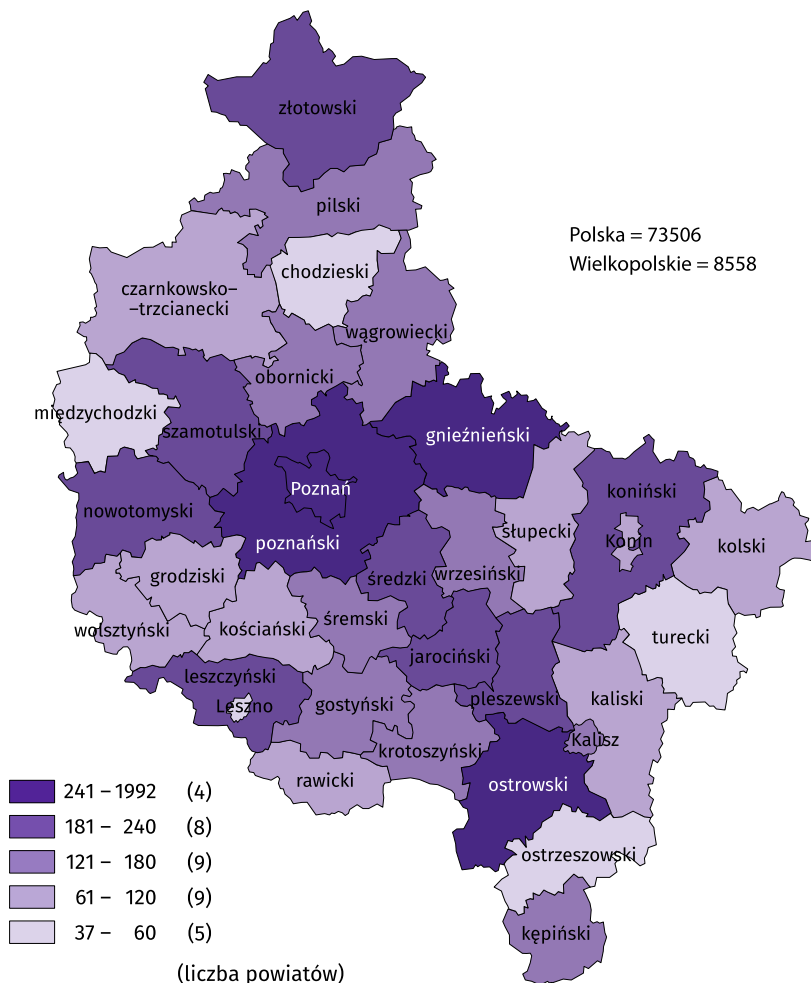 złotowski
pilski
Polska = 73506
Wielkopolskie = 8558
chodzieski
czarnkowsko–
–trzcianecki
wągrowiecki
obornicki
międzychodzki
szamotulski
gnieźnieński
Poznań
koniński
nowotomyski
słupecki
Konin
poznański
kolski
grodziski
średzki
wrzesiński
wolsztyński
kościański
śremski
turecki
jarociński
leszczyński
pleszewski
kaliski
Leszno
gostyński
Kalisz
krotoszyński
rawicki
ostrowski
241 – 1992 (4)
181 – 240 (8)
121 – 180 (9)
61 – 120 (9)
37 – 60 (5)
ostrzeszowski
kępiński
(liczba powiatów)